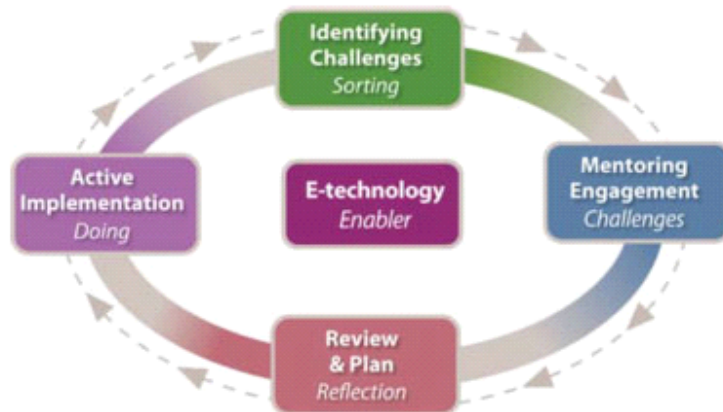 Identifying
Challenges
Sorting
Mentoring
Engagement
Challenges
Active
Implementation
Doing
E-technology
Enabler
Review
& Plan
Reflection